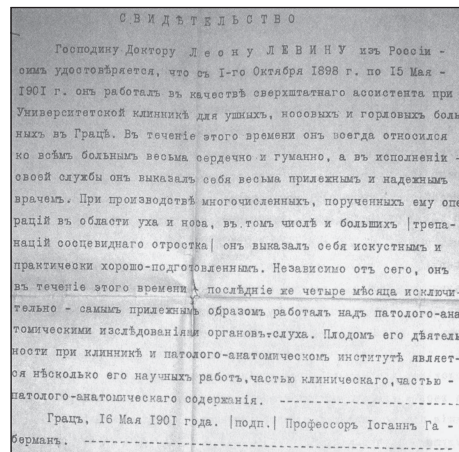 СВИДѢТЕЛЬСТВО
Господину Доктору Леону ЛЕВИНУ изъ Россіи -
симъ удостовѣряется, что съ І-го Октября 1898 г. по 15 Мая -
1901 г. онъ работалъ въ качествѣ сверхштатнаго ассистента при
Университетской клиникѣ для ушныхъ, носовыхъ и горловыхъ боль
ныхъ въ Грацѣ. Въ теченіе этого времени онъ всегда относился
ко всѣмъ больнымъ весьма сердечно и гуманно, а въ исполненіи -
своей службы онъ выказалъ себя весьма прилежнымъ и надежнымъ
врачемъ. При производствѣ многочисленныхъ, порученныхъ ему опе
рацій въ области уха и носа, въ томъ числѣ и большихъ |трепа-
націй сосцевиднаго отростка| онъ выказалъ себя искустнымъ и
практически хорошо-подготовленнымъ. Независимо отъ сего, онъ
въ теченіе этого времени послѣдніе же четыре мѣсяца исключи-
тельно - самымъ прилежнымъ образомъ работалъ надъ патолого-ана
томическими изслѣдованіями органовъ слуха. Плодомъ его дѣятель
ности при клиникѣ и патолого-анатомическомъ институтѣ являет-
ся нѣсколько его научныхъ работъ, частью клиническаго, частью -
патолого-анатомическаго содержанія. ----------------
Грацъ, 16 Мая 1901 года. |подп.| Профессоръ Іоганнъ Га-
берманъ. ----------------------------------------